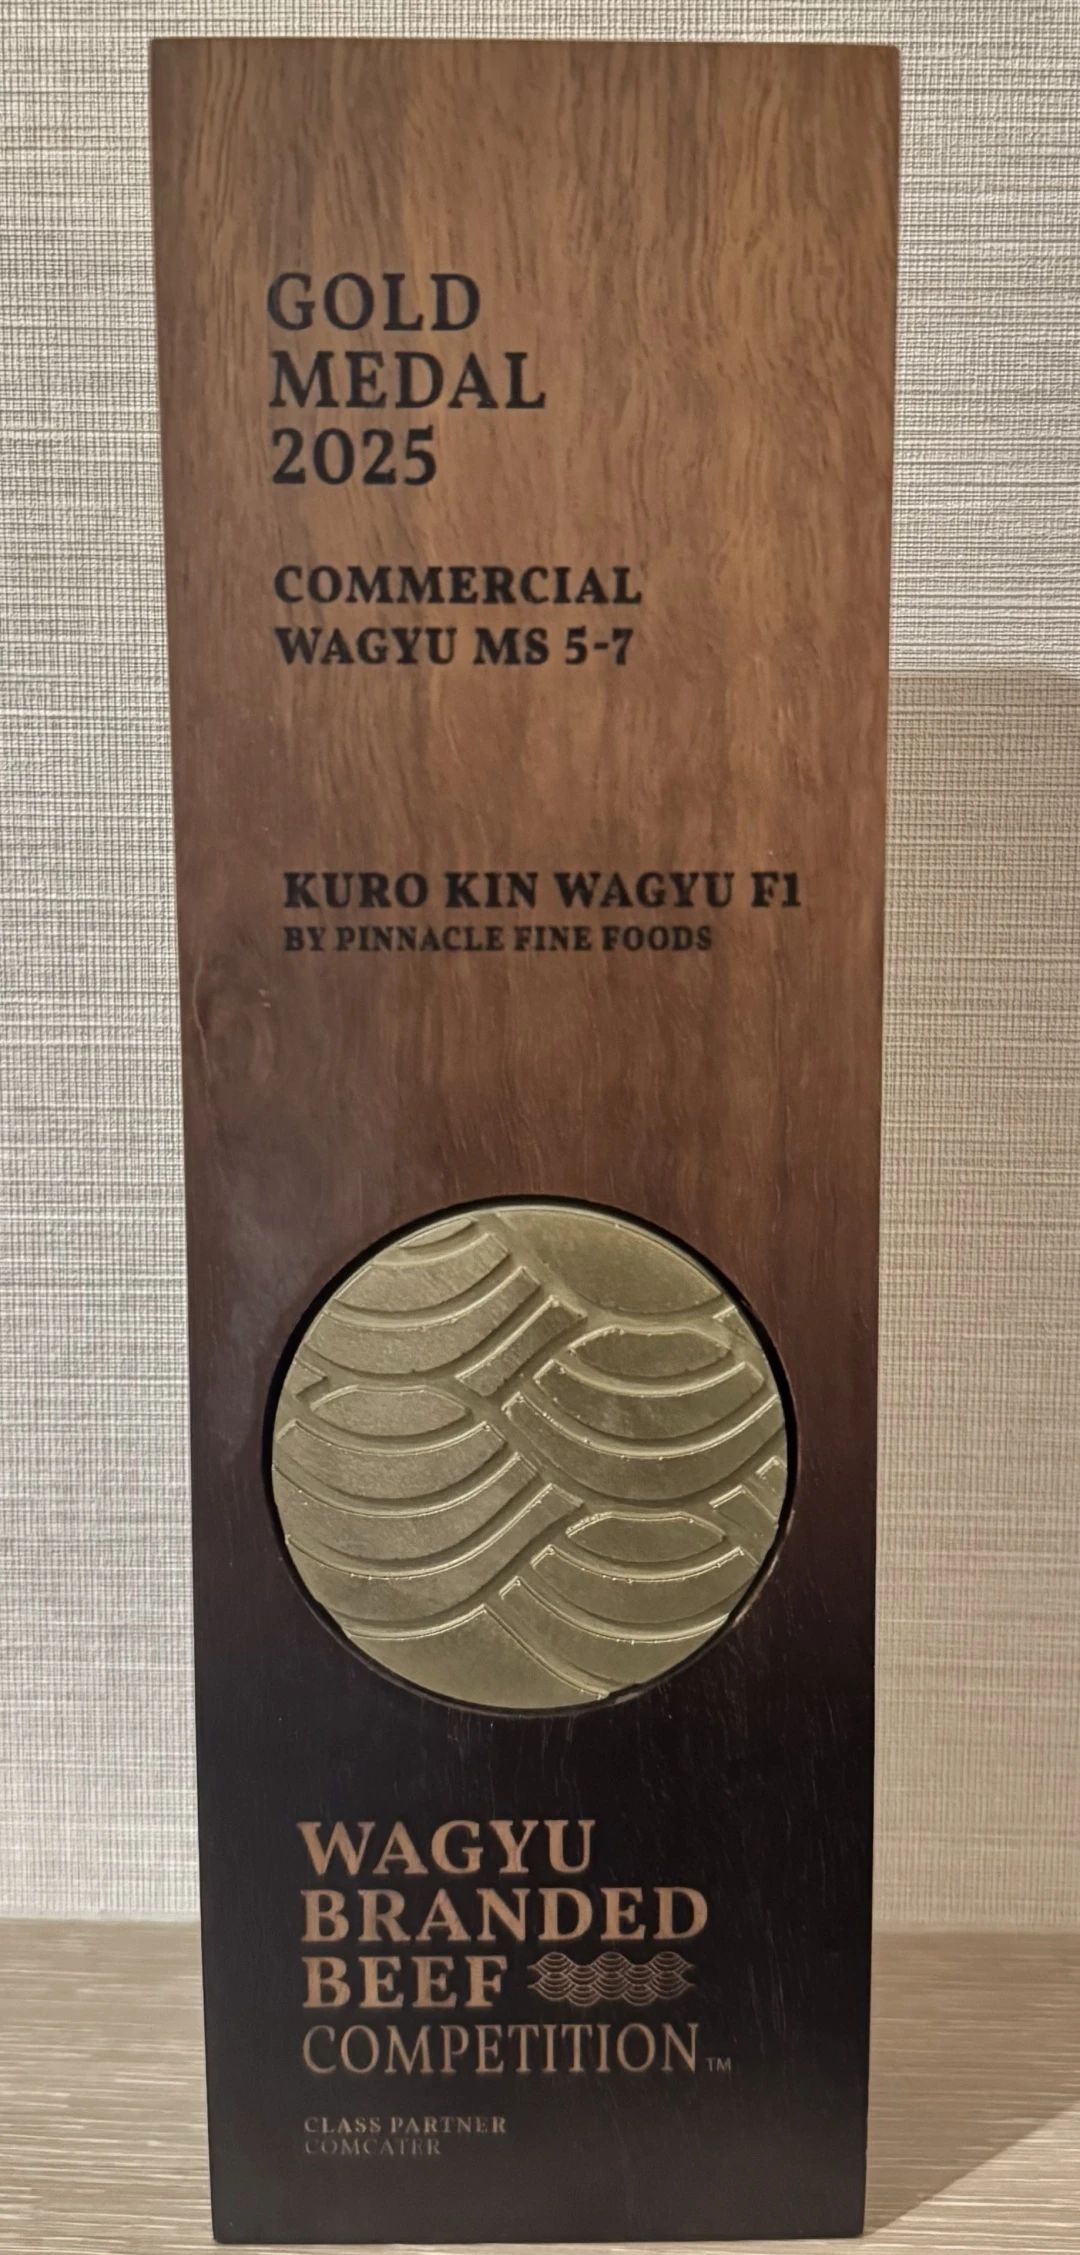 GOLD
MEDAL
2025
COMMERCIAL
WAGYU MS 5-7
KURO KIN WAGYU F1
BY PINNACLE FINE FOODS
WAGYU
BRANDED
BEEF
COMPETITION™
CLASS PARTNER
COMCATER